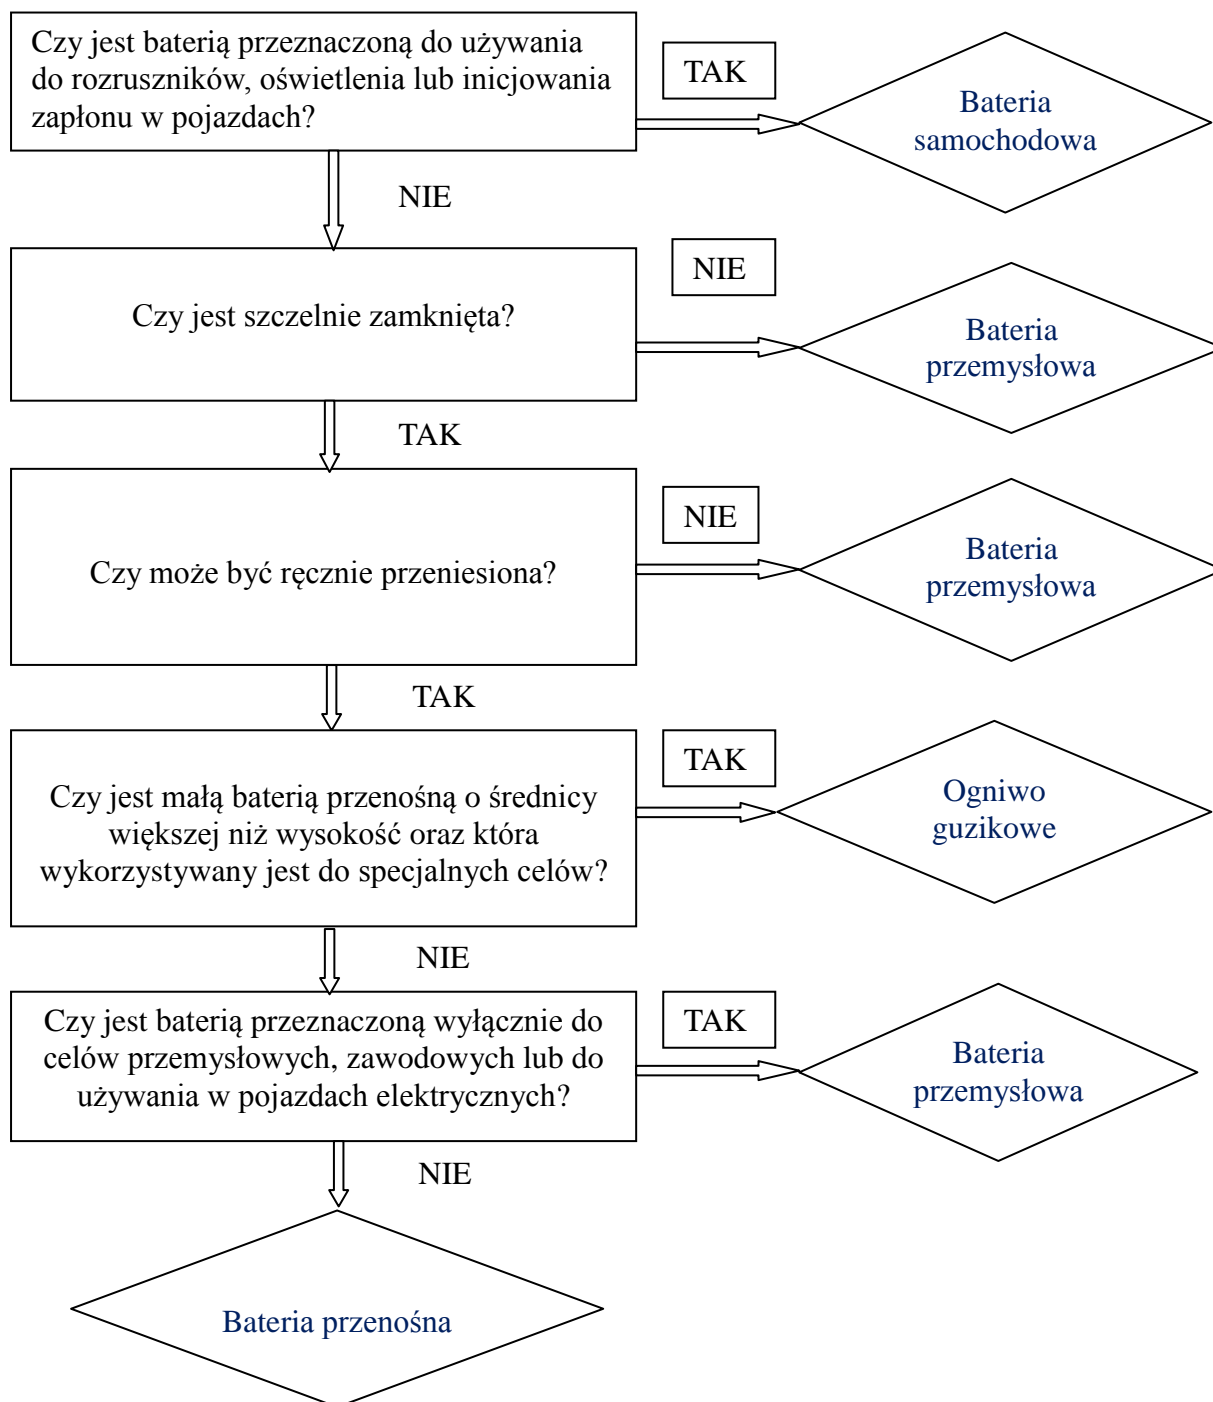 Czy jest baterią przeznaczoną do używania
do rozruszników, oświetlenia lub inicjowania
zapłonu w pojazdach?
TAK
Bateria
samochodowa
NIE
Czy jest szczelnie zamknięta?
NIE
Bateria
przemysłowa
TAK
Czy może być ręcznie przeniesiona?
NIE
Bateria
przemysłowa
TAK
Czy jest małą baterią przenośną o średnicy
większej niż wysokość oraz która
wykorzystywany jest do specjalnych celów?
TAK
Ogniwo
guzikowe
NIE
Czy jest baterią przeznaczoną wyłącznie do
celów przemysłowych, zawodowych lub do
używania w pojazdach elektrycznych?
TAK
Bateria
przemysłowa
NIE
Bateria przenośna